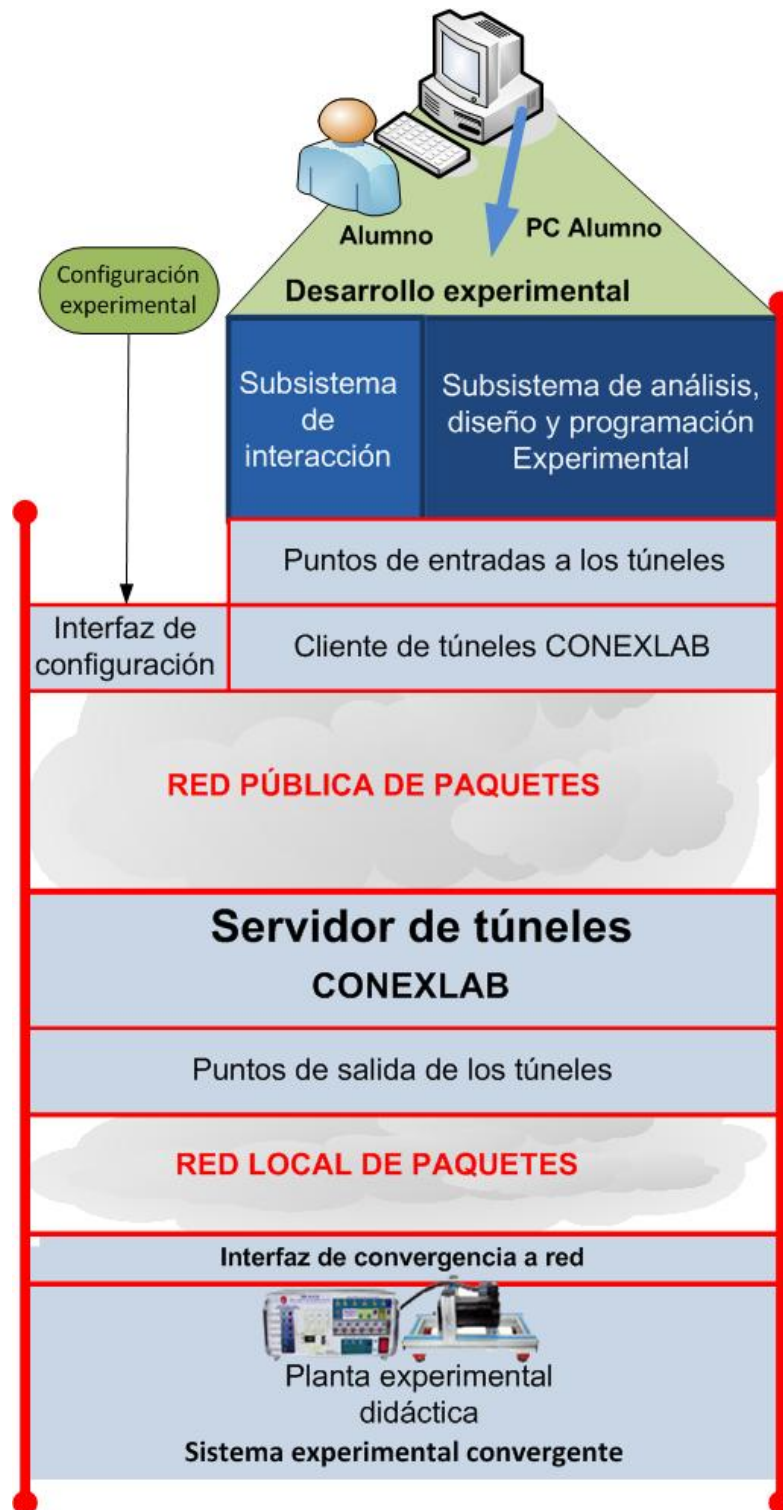 Alumno
PC Alumno
Desarrollo experimental
Configuración
experimental
Subsistema
de
interacción
Subsistema de análisis,
diseño y programación
Experimental
Puntos de entradas a los túneles
Interfaz de
configuración
Cliente de túneles CONEXLAB
RED PÚBLICA DE PAQUETES
Servidor de túneles
CONEXLAB
Puntos de salida de los túneles
RED LOCAL DE PAQUETES
Interfaz de convergencia a red
Planta experimental
didáctica
Sistema experimental convergente